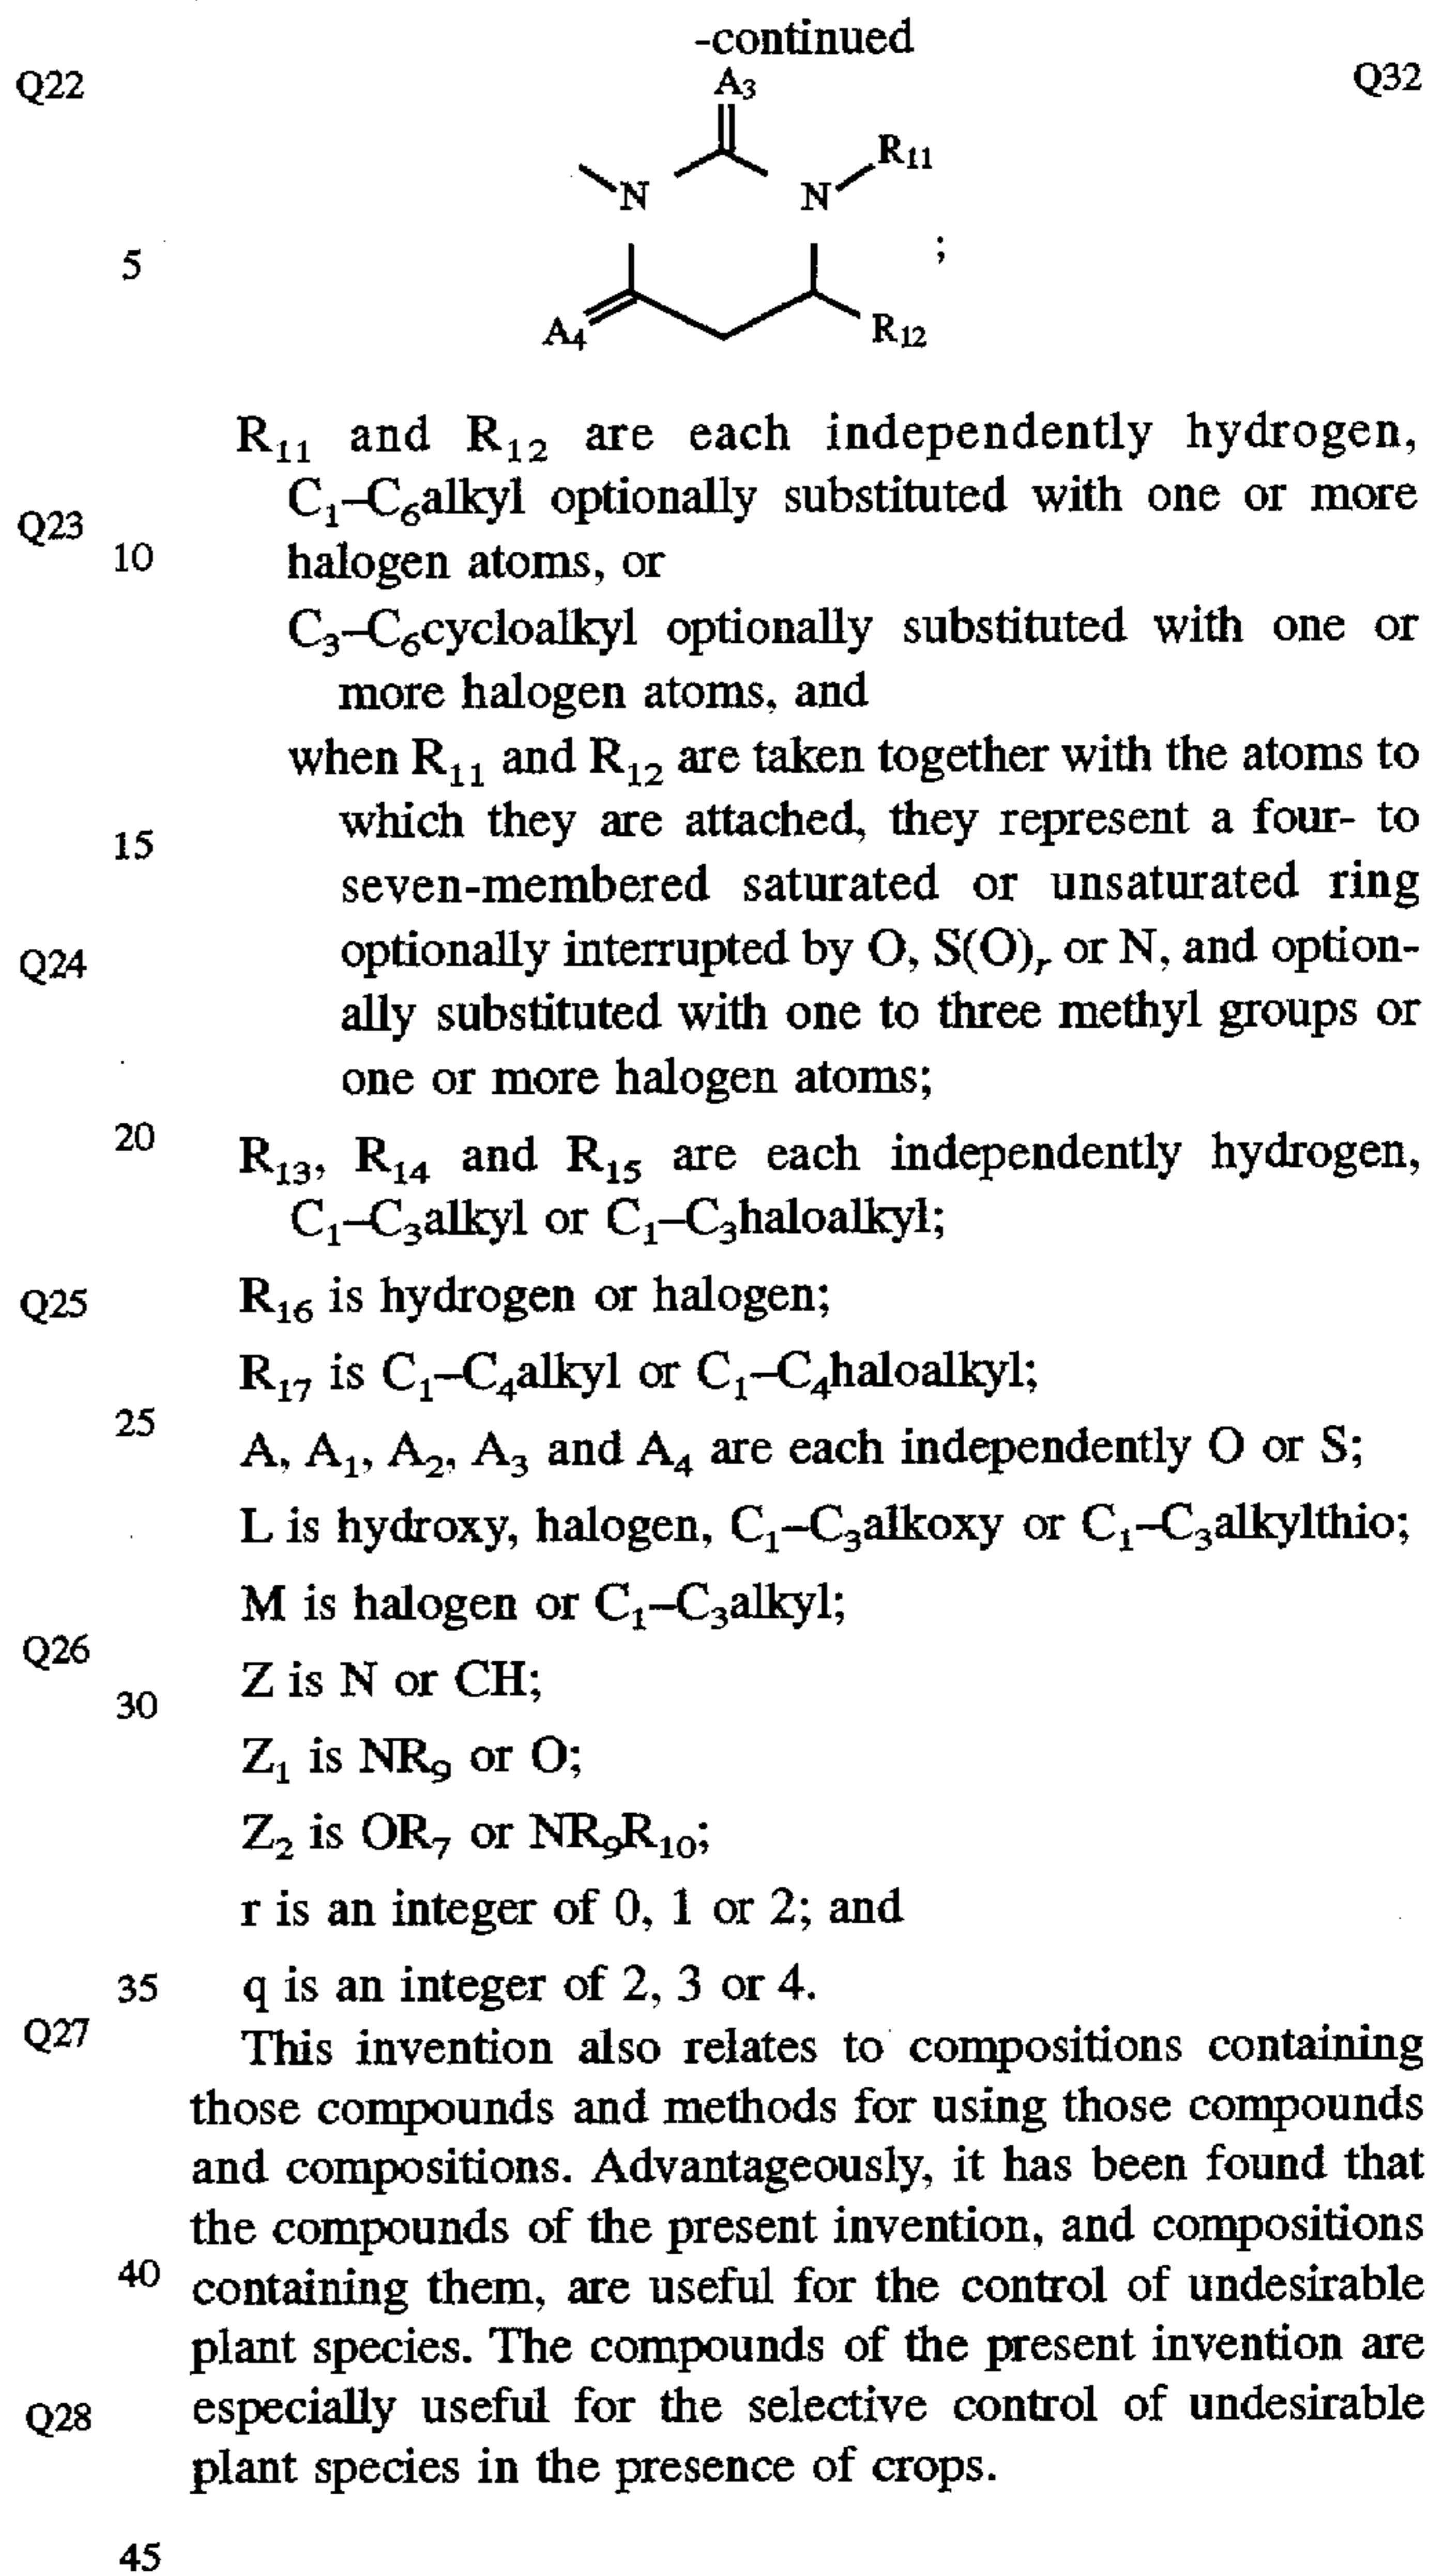 -continued
Q22
Q32
A₃
R₁₁
N
N
5
;
A₄
R₁₂
R₁₁ and R₁₂ are each independently hydrogen,
C₁–C₆alkyl optionally substituted with one or more
Q23
10
halogen atoms, or
C₃–C₆cycloalkyl optionally substituted with one or
more halogen atoms, and
when R₁₁ and R₁₂ are taken together with the atoms to
15
which they are attached, they represent a four- to
seven-membered saturated or unsaturated ring
Q24
optionally interrupted by O, S(O)ᵣ or N, and option-
ally substituted with one to three methyl groups or
one or more halogen atoms;
20
R₁₃, R₁₄ and R₁₅ are each independently hydrogen,
C₁–C₃alkyl or C₁–C₃haloalkyl;
Q25
R₁₆ is hydrogen or halogen;
R₁₇ is C₁–C₄alkyl or C₁–C₄haloalkyl;
25
A, A₁, A₂, A₃ and A₄ are each independently O or S;
L is hydroxy, halogen, C₁–C₃alkoxy or C₁–C₃alkylthio;
M is halogen or C₁–C₃alkyl;
Q26
Z is N or CH;
30
Z₁ is NR₉ or O;
Z₂ is OR₇ or NR₉R₁₀;
r is an integer of 0, 1 or 2; and
35
q is an integer of 2, 3 or 4.
Q27
This invention also relates to compositions containing
those compounds and methods for using those compounds
and compositions. Advantageously, it has been found that
the compounds of the present invention, and compositions
40
containing them, are useful for the control of undesirable
plant species. The compounds of the present invention are
Q28
especially useful for the selective control of undesirable
plant species in the presence of crops.
45